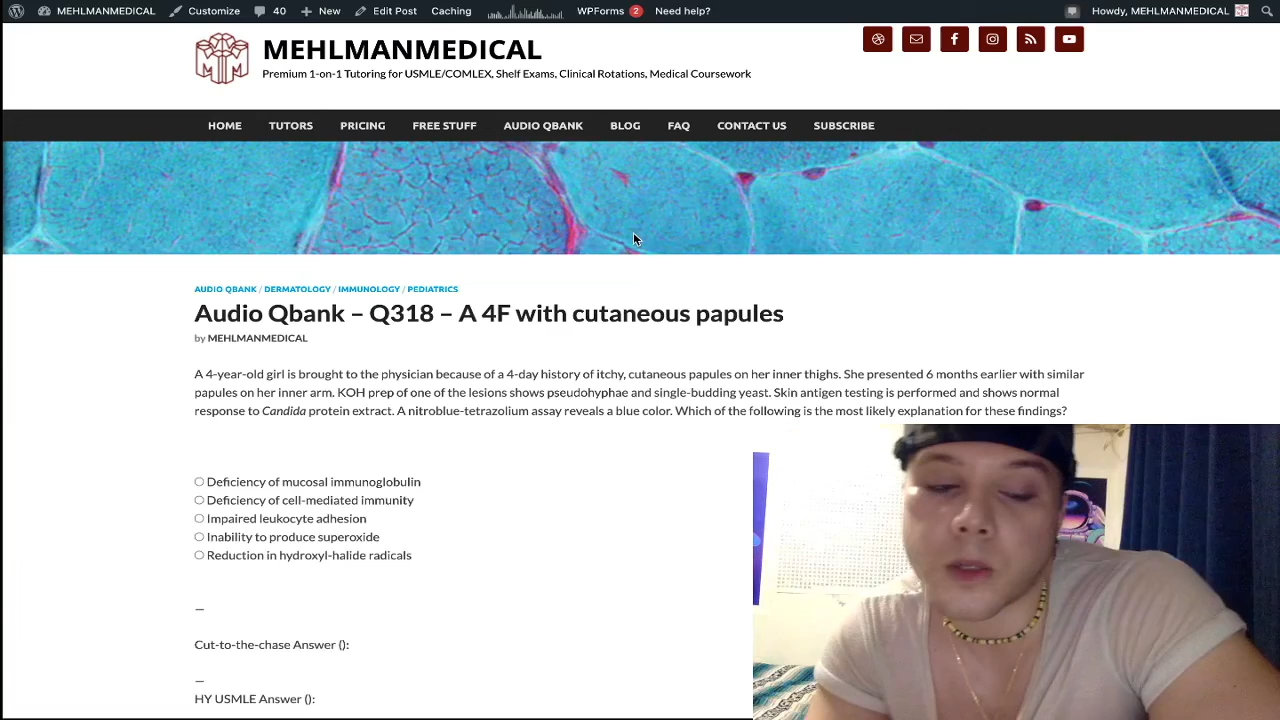 MEHLMANMEDICAL Customize 40 New Edit Post Caching WPForms 2 Need help? Howdy, MEHLMANMEDICAL
MEHLMANMEDICAL
Premium 1-on-1 Tutoring for USMLE/COMLEX, Shelf Exams, Clinical Rotations, Medical Coursework
HOME TUTORS PRICING FREE STUFF AUDIO QBANK BLOG FAQ CONTACT US SUBSCRIBE
AUDIO QBANK / DERMATOLOGY / IMMUNOLOGY / PEDIATRICS
Audio Qbank – Q318 – A 4F with cutaneous papules
by MEHLMANMEDICAL
A 4-year-old girl is brought to the physician because of a 4-day history of itchy, cutaneous papules on her inner thighs. She presented 6 months earlier with similar
papules on her inner arm. KOH prep of one of the lesions shows pseudohyphae and single-budding yeast. Skin antigen testing is performed and shows normal
response to Candida protein extract. A nitroblue-tetrazolium assay reveals a blue color. Which of the following is the most likely explanation for these findings?
Deficiency of mucosal immunoglobulin
Deficiency of cell-mediated immunity
Impaired leukocyte adhesion
Inability to produce superoxide
Reduction in hydroxyl-halide radicals
—
Cut-to-the-chase Answer ():
—
HY USMLE Answer ():